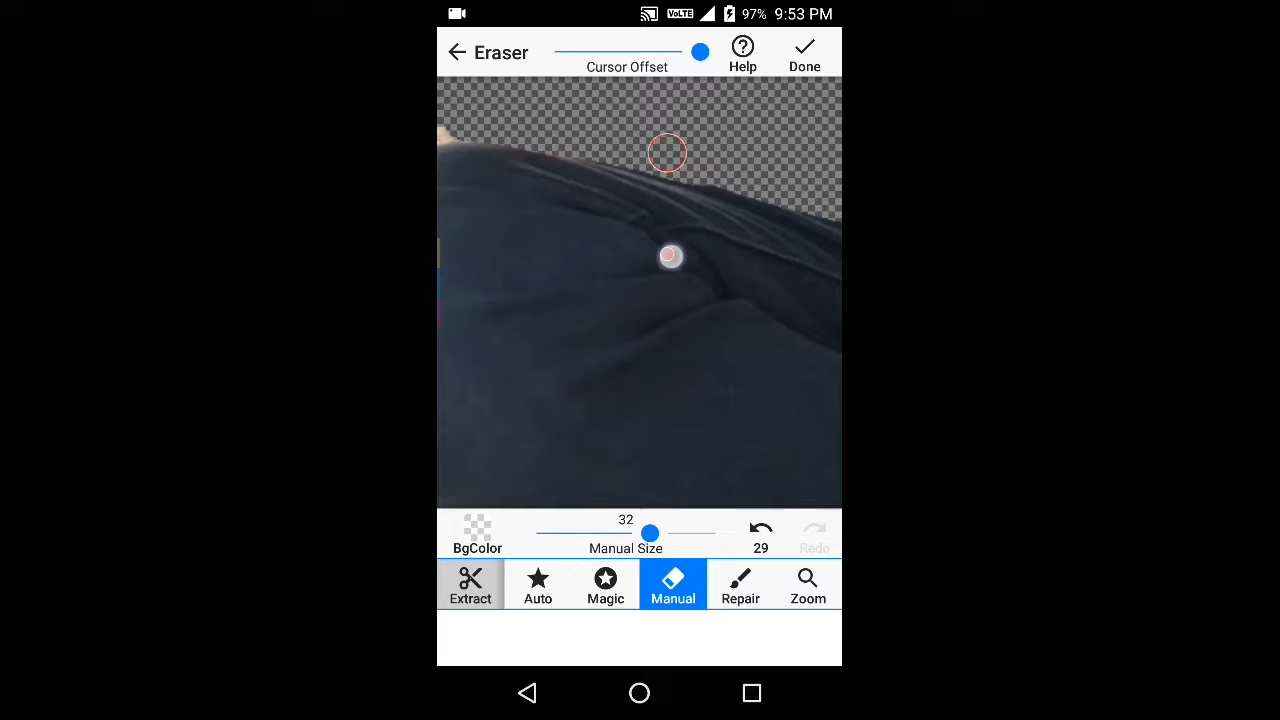 VoLTE 97% 9:53 PM
Eraser
Cursor Offset
Help
Done
32
BgColor
Manual Size
29
Redo
Extract
Auto
Magic
Manual
Repair
Zoom